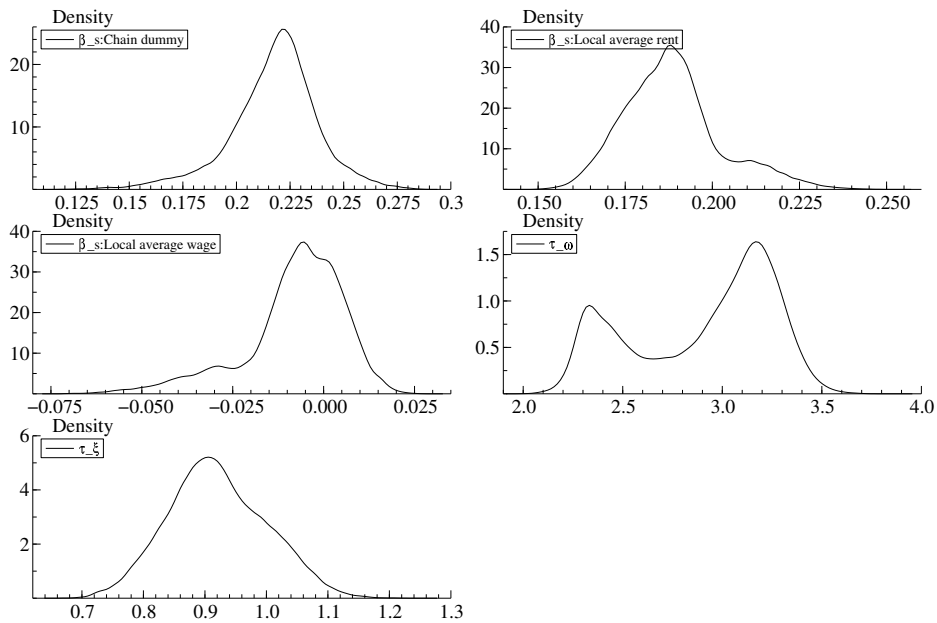 Density
β_s:Chain dummy
20
10
0.125 0.15 0.175 0.2 0.225 0.25 0.275 0.3
Density
β_s:Local average rent
40
30
20
10
0.150 0.175 0.200 0.225 0.250
Density
β_s:Local average wage
40
30
20
10
−0.075 −0.050 −0.025 0.000 0.025
Density
τ_ω
1.5
1.0
0.5
2.0 2.5 3.0 3.5 4.0
Density
τ_ξ
6
4
2
0.7 0.8 0.9 1.0 1.1 1.2 1.3